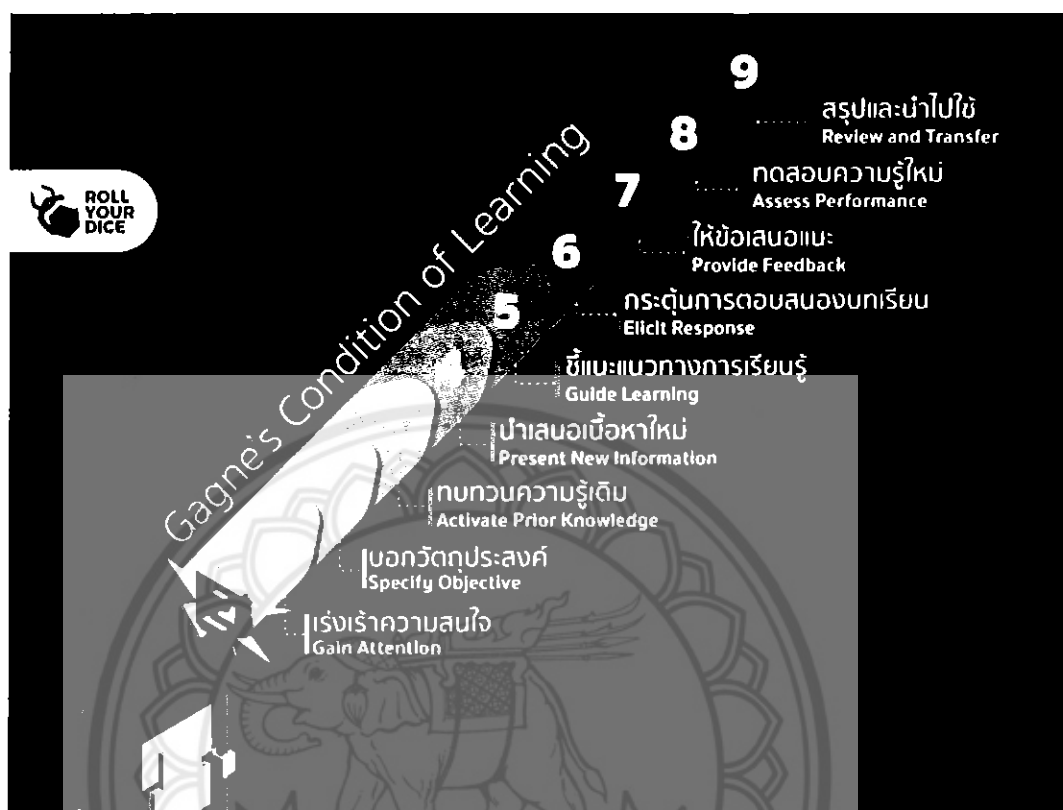 9
สรุปและนำไปใช้
Review and Transfer
8
ทดสอบความรู้ใหม่
Assess Performance
7
ให้ข้อเสนอแนะ
Provide Feedback
6
กระตุ้นการตอบสนองบทเรียน
Elicit Response
5
ชี้แนะแนวทางการเรียนรู้
Guide Learning
นำเสนอเนื้อหาใหม่
Present New Information
ทบทวนความรู้เดิม
Activate Prior Knowledge
บอกวัตถุประสงค์
Specify Objective
เร่งเร้าความสนใจ
Gain Attention
Gagne's Condition of Learning
ROLL
YOUR
DICE